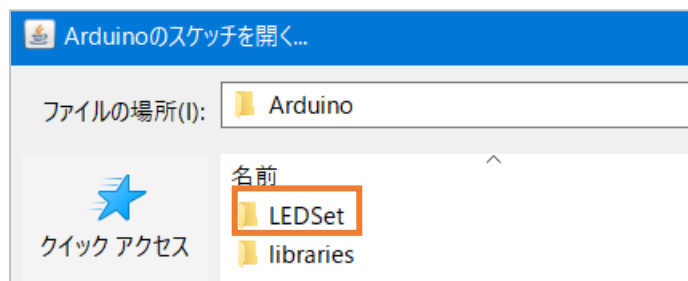 Arduinoのスケッチを開く...
ファイルの場所(I):
Arduino
名前
LEDSet
クイック アクセス
libraries